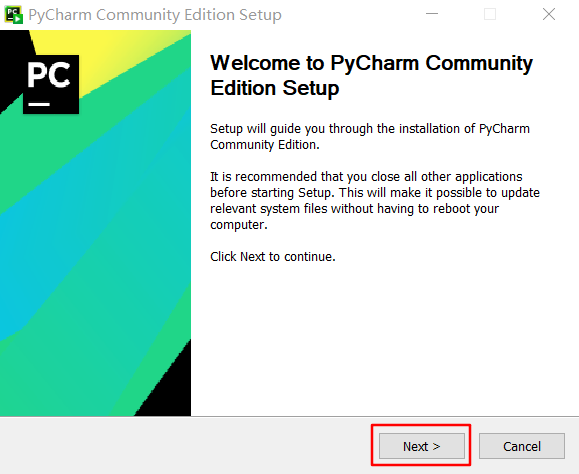 PyCharm Community Edition Setup
PC
PC
Welcome to PyCharm Community
Edition Setup
Setup will guide you through the installation of PyCharm
Community Edition.
It is recommended that you close all other applications
before starting Setup. This will make it possible to update
relevant system files without having to reboot your
computer.
Click Next to continue.
Next >
Cancel